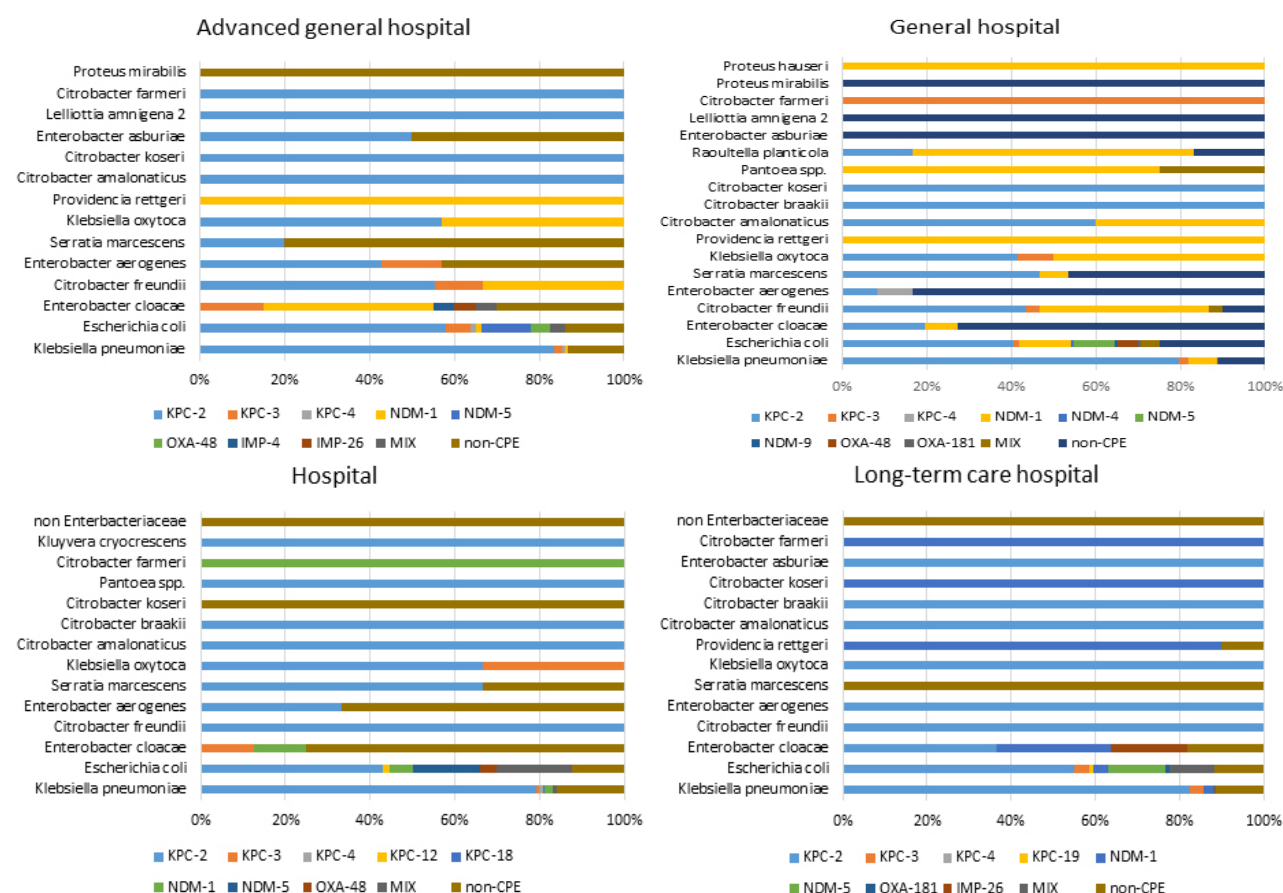 Advanced general hospital
Proteus mirabilis
Citrobacter farmeri
Lelliottia amnigena 2
Enterobacter asburiae
Citrobacter koseri
Citrobacter amalonaticus
Providencia rettgeri
Klebsiella oxytoca
Serratia marcescens
Enterobacter aerogenes
Citrobacter freundii
Enterobacter cloacae
Escherichia coli
Klebsiella pneumoniae
0% 20% 40% 60% 80% 100%
KPC-2 KPC-3 KPC-4 NDM-1 NDM-5
OXA-48 IMP-4 IMP-26 MIX non-CPE
General hospital
Proteus hauseri
Proteus mirabilis
Citrobacter farmeri
Lelliottia amnigena 2
Enterobacter asburiae
Raoultella planticola
Pantoea spp.
Citrobacter koseri
Citrobacter braakii
Citrobacter amalonaticus
Providencia rettgeri
Klebsiella oxytoca
Serratia marcescens
Enterobacter aerogenes
Citrobacter freundii
Enterobacter cloacae
Escherichia coli
Klebsiella pneumoniae
0% 20% 40% 60% 80% 100%
KPC-2 KPC-3 KPC-4 NDM-1 NDM-4 NDM-5
NDM-9 OXA-48 OXA-181 MIX non-CPE
Hospital
non Enterbacteriaceae
Kluyvera cryocrescens
Citrobacter farmeri
Pantoea spp.
Citrobacter koseri
Citrobacter braakii
Citrobacter amalonaticus
Klebsiella oxytoca
Serratia marcescens
Enterobacter aerogenes
Citrobacter freundii
Enterobacter cloacae
Escherichia coli
Klebsiella pneumoniae
0% 20% 40% 60% 80% 100%
KPC-2 KPC-3 KPC-4 KPC-12 KPC-18
NDM-1 NDM-5 OXA-48 MIX non-CPE
Long-term care hospital
non Enterbacteriaceae
Citrobacter farmeri
Enterobacter asburiae
Citrobacter koseri
Citrobacter braakii
Citrobacter amalonaticus
Providencia rettgeri
Klebsiella oxytoca
Serratia marcescens
Enterobacter aerogenes
Citrobacter freundii
Enterobacter cloacae
Escherichia coli
Klebsiella pneumoniae
0% 20% 40% 60% 80% 100%
KPC-2 KPC-3 KPC-4 KPC-19 NDM-1
NDM-5 OXA-181 IMP-26 MIX non-CPE